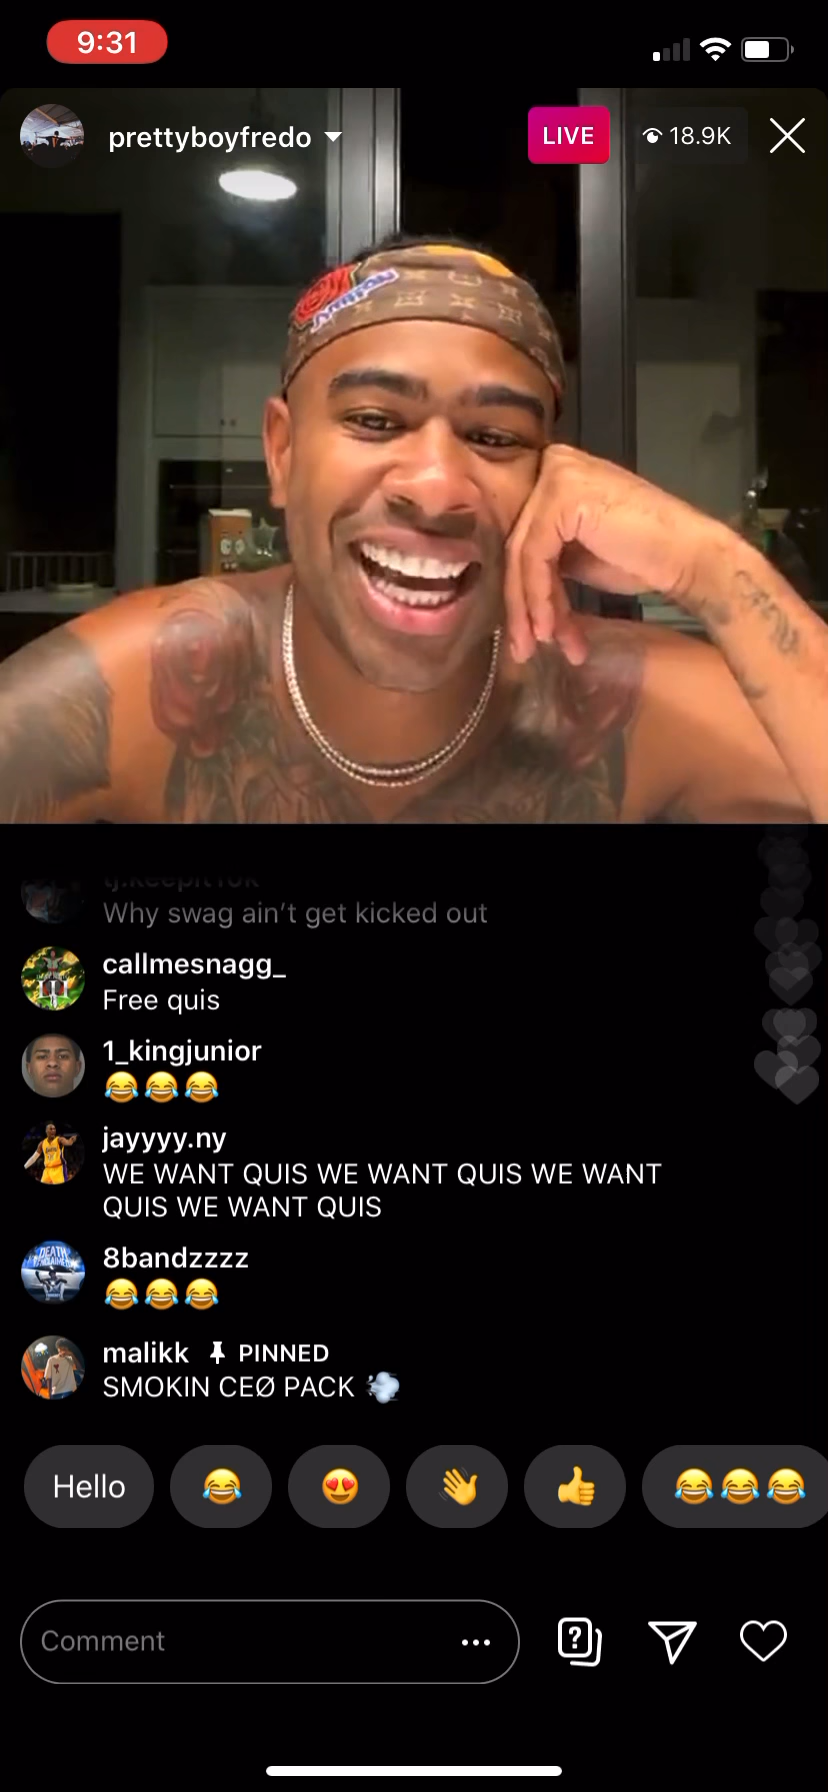 9:31
prettyboyfredo
LIVE
18.9K
Why swag ain't get kicked out
callmesnagg_
Free quis
1_kingjunior
😂😂😂
jayyyy.ny
WE WANT QUIS WE WANT QUIS WE WANT
QUIS WE WANT QUIS
8bandzzzz
😂😂😂
malikk PINNED
SMOKIN CEØ PACK 💨
Hello 😂 😍 👋 👍 😂😂😂
Comment